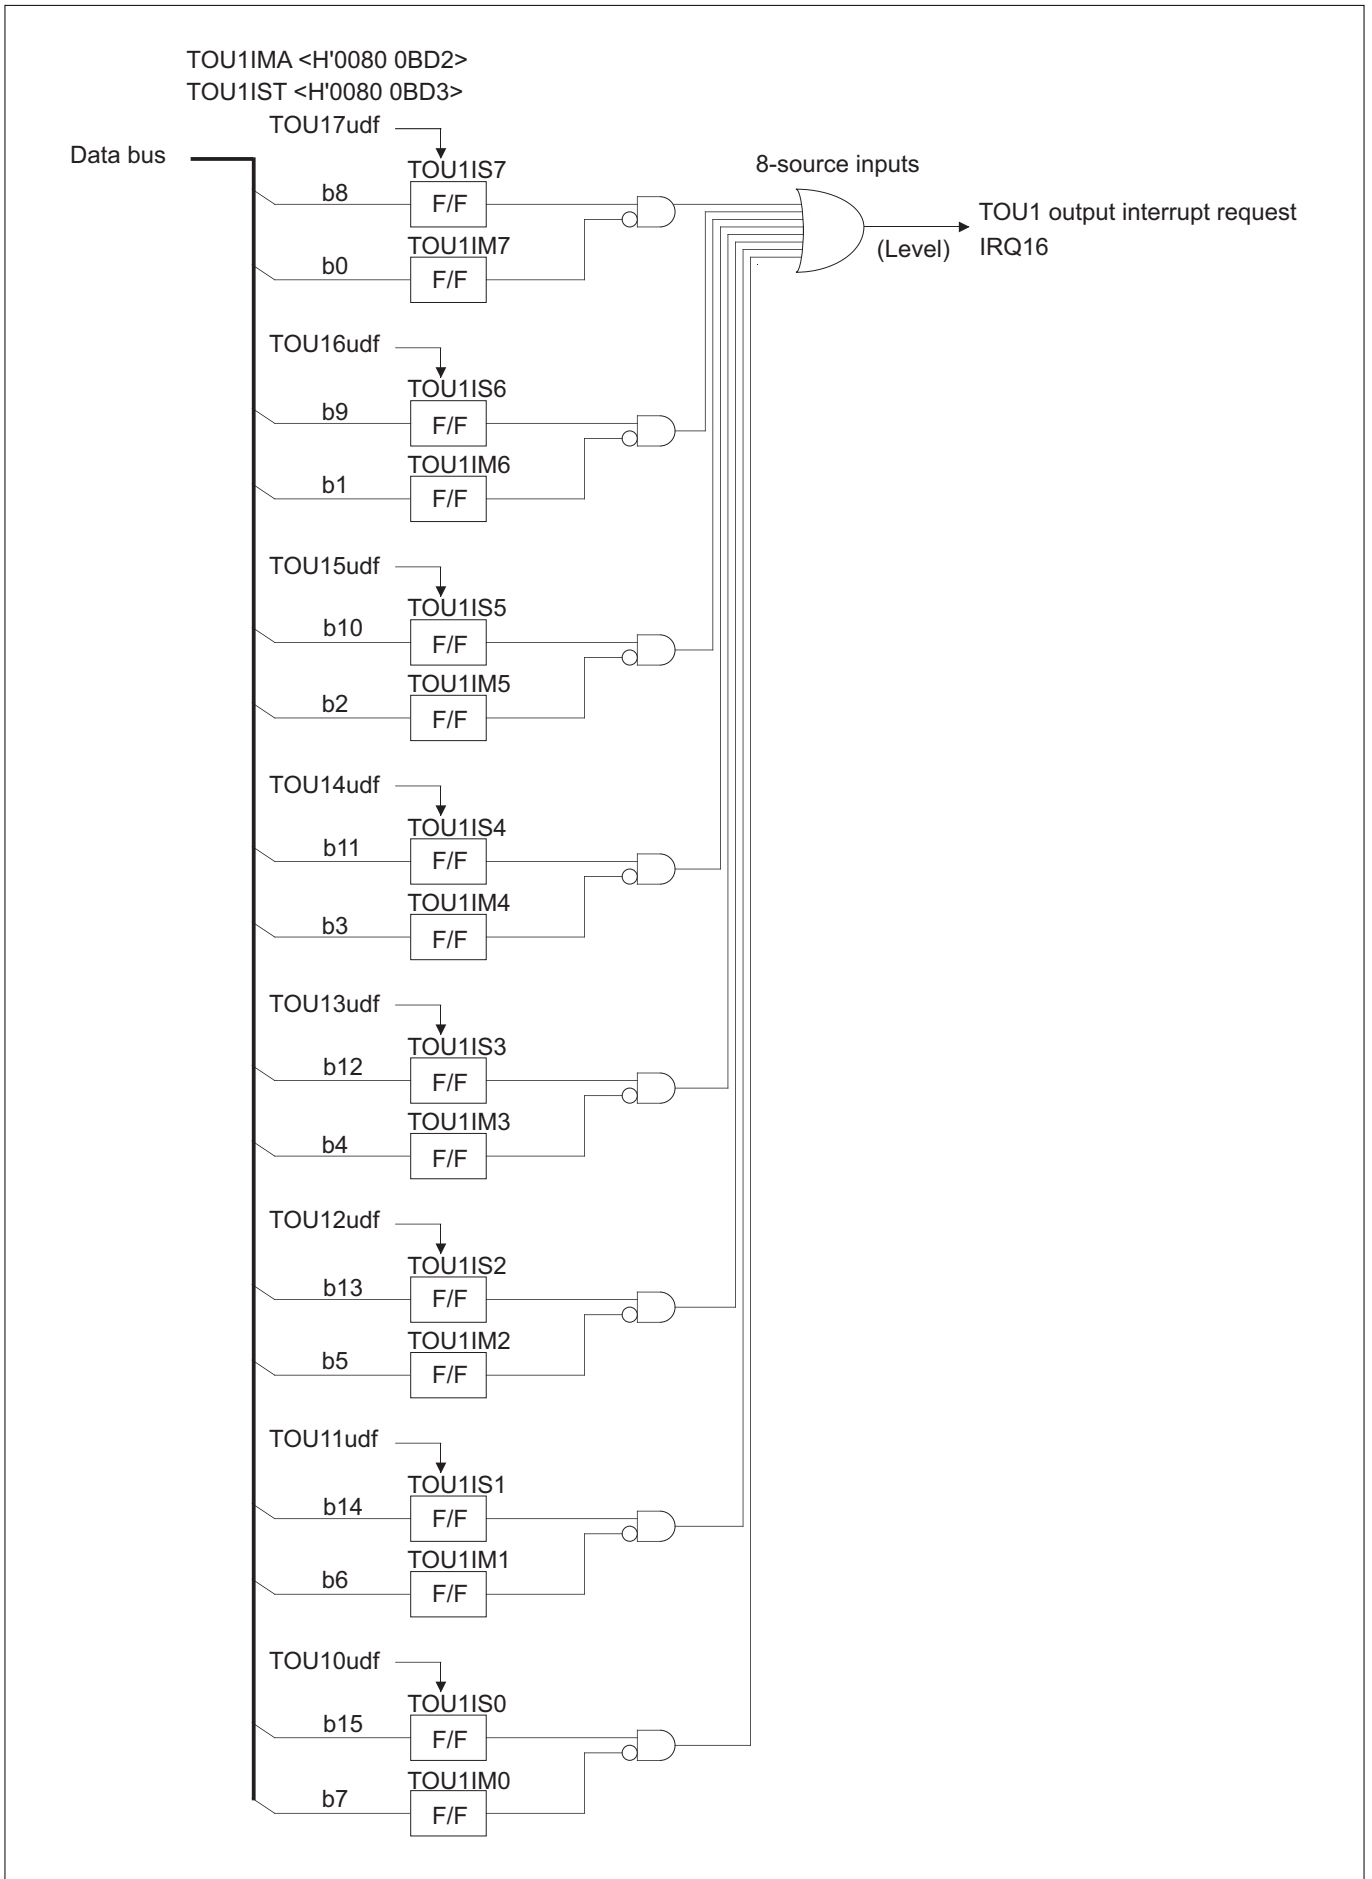 TOU1IMA <H'0080 0BD2>
TOU1IST <H'0080 0BD3>
TOU17udf
Data bus
TOU1IS7
8-source inputs
b8
F/F
TOU1 output interrupt request
(Level)
IRQ16
TOU1IM7
b0
F/F
TOU16udf
TOU1IS6
b9
F/F
TOU1IM6
b1
F/F
TOU15udf
TOU1IS5
b10
F/F
TOU1IM5
b2
F/F
TOU14udf
TOU1IS4
b11
F/F
TOU1IM4
b3
F/F
TOU13udf
TOU1IS3
b12
F/F
TOU1IM3
b4
F/F
TOU12udf
TOU1IS2
b13
F/F
TOU1IM2
b5
F/F
TOU11udf
TOU1IS1
b14
F/F
TOU1IM1
b6
F/F
TOU10udf
TOU1IS0
b15
F/F
TOU1IM0
b7
F/F